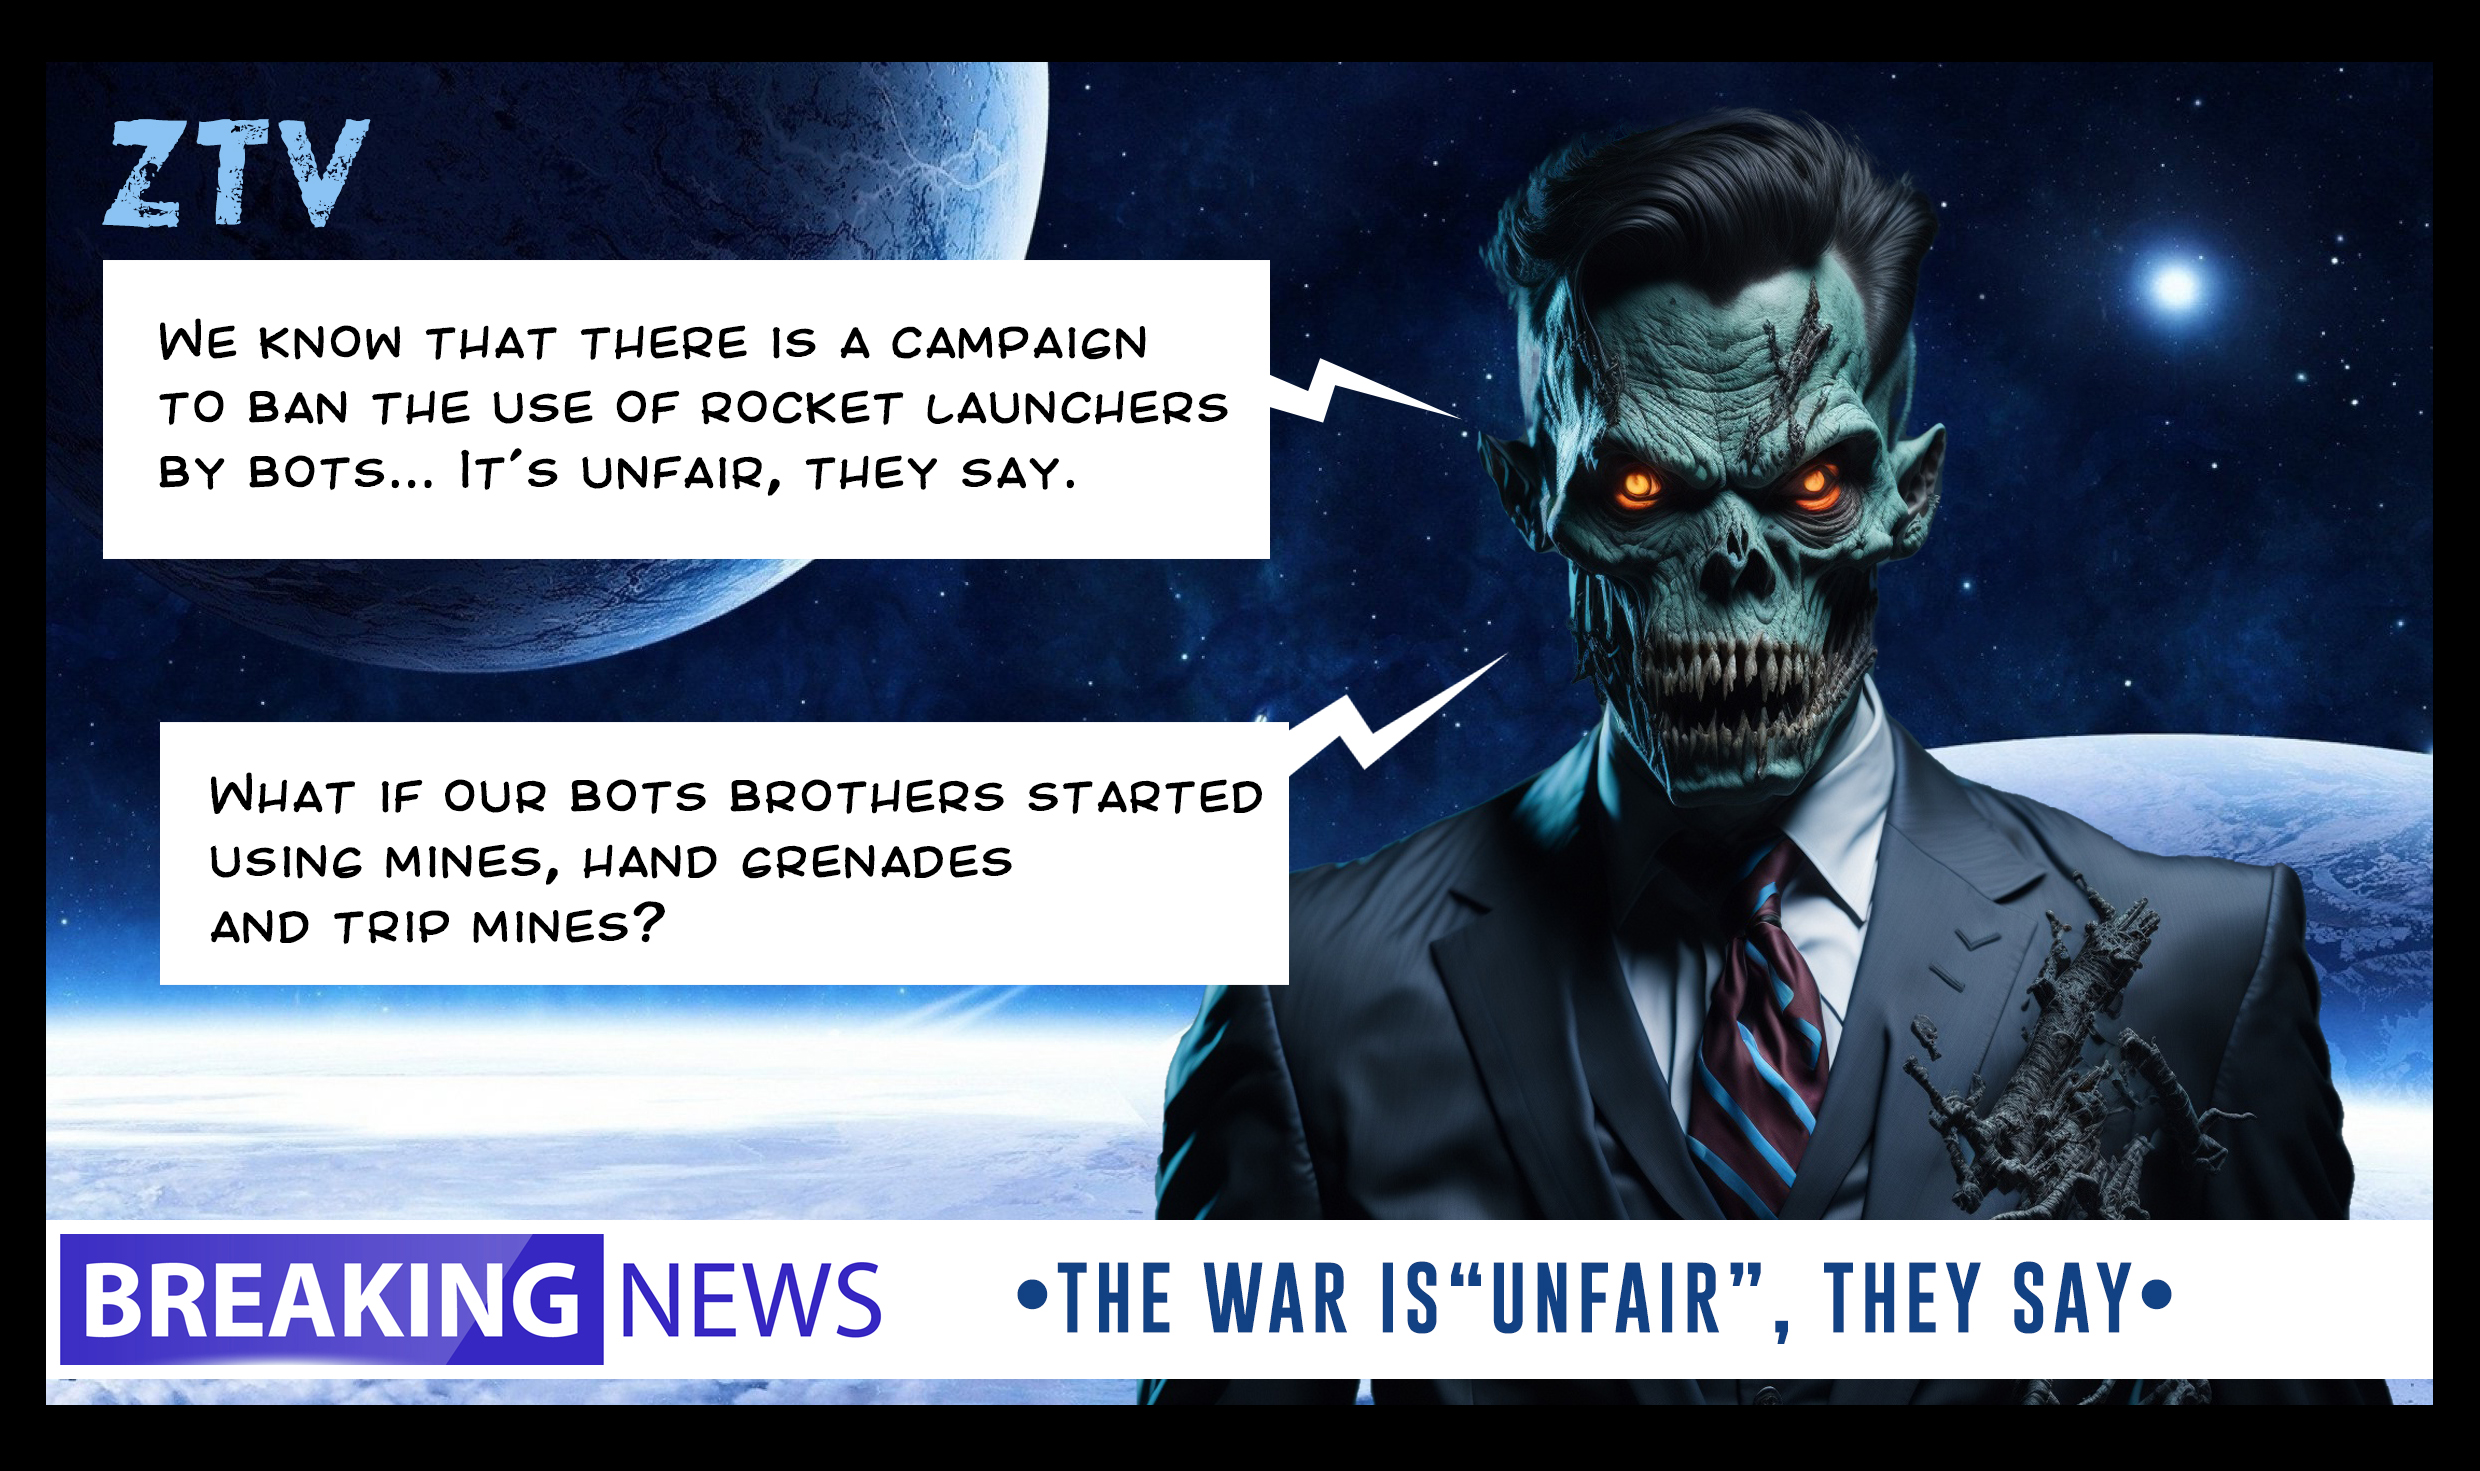 ZTV
We know that there is a campaign
to ban the use of rocket launchers
by bots... It's unfair, they say.
What if our bots brothers started
using mines, hand grenades
and trip mines?
BREAKING NEWS
•THE WAR IS“UNFAIR”, THEY SAY•